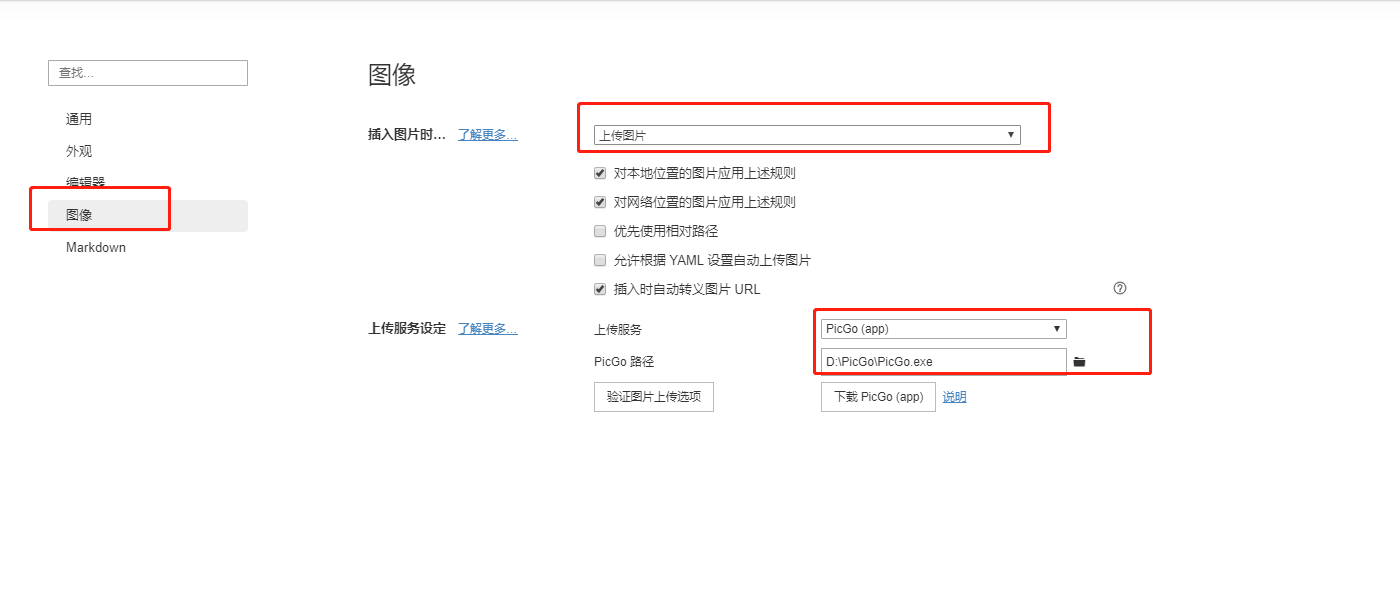 查找...
通用
外观
编辑器
图像
Markdown
图像
插入图片时... 了解更多...
上传图片
对本地位置的图片应用上述规则
对网络位置的图片应用上述规则
优先使用相对路径
允许根据 YAML 设置自动上传图片
插入时自动转义图片 URL
上传服务设定 了解更多...
上传服务 PicGo (app)
PicGo 路径 D:\PicGo\PicGo.exe
验证图片上传选项 下载 PicGo (app) 说明